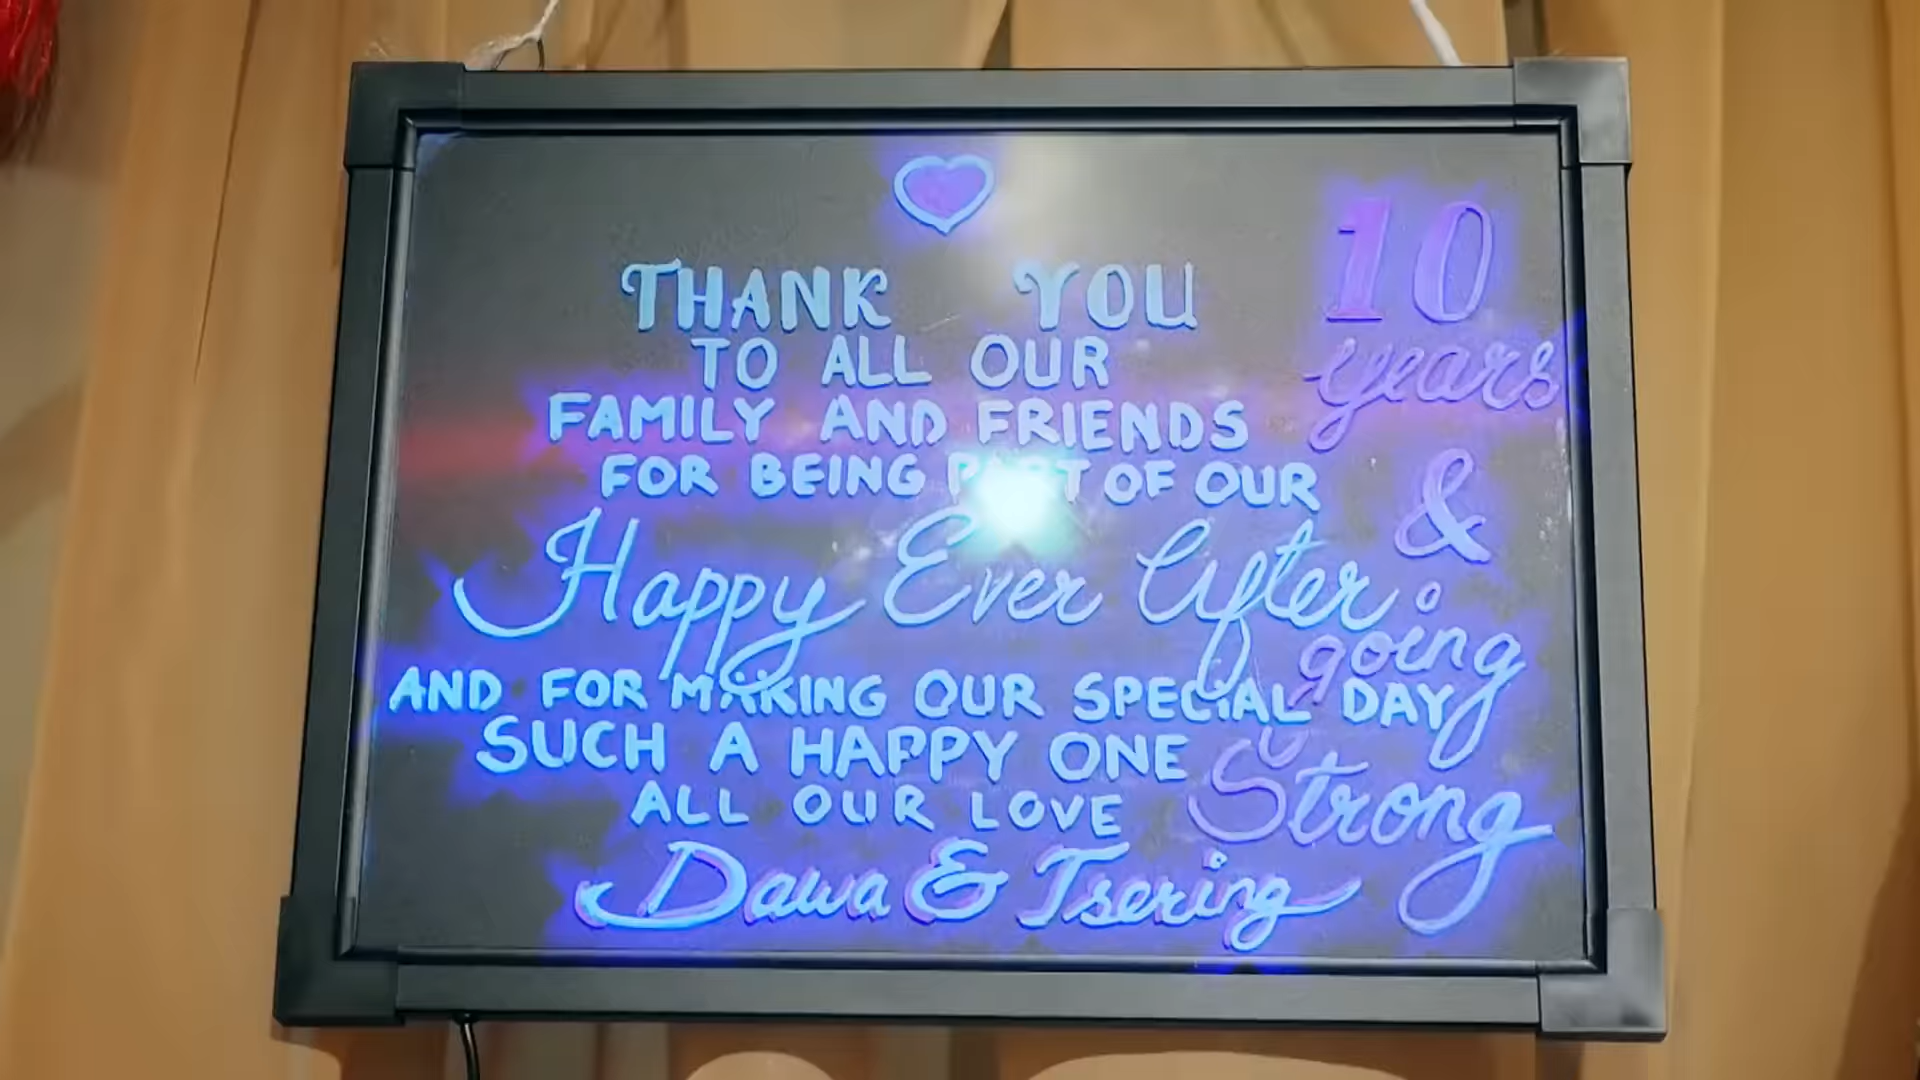 THANK YOU
TO ALL OUR
FAMILY AND FRIENDS
FOR BEING PART OF OUR
Happy Ever After
AND FOR MAKING OUR SPECIAL DAY
SUCH A HAPPY ONE
ALL OUR LOVE
Dawa & Tsering
10
years
&
going
Strong